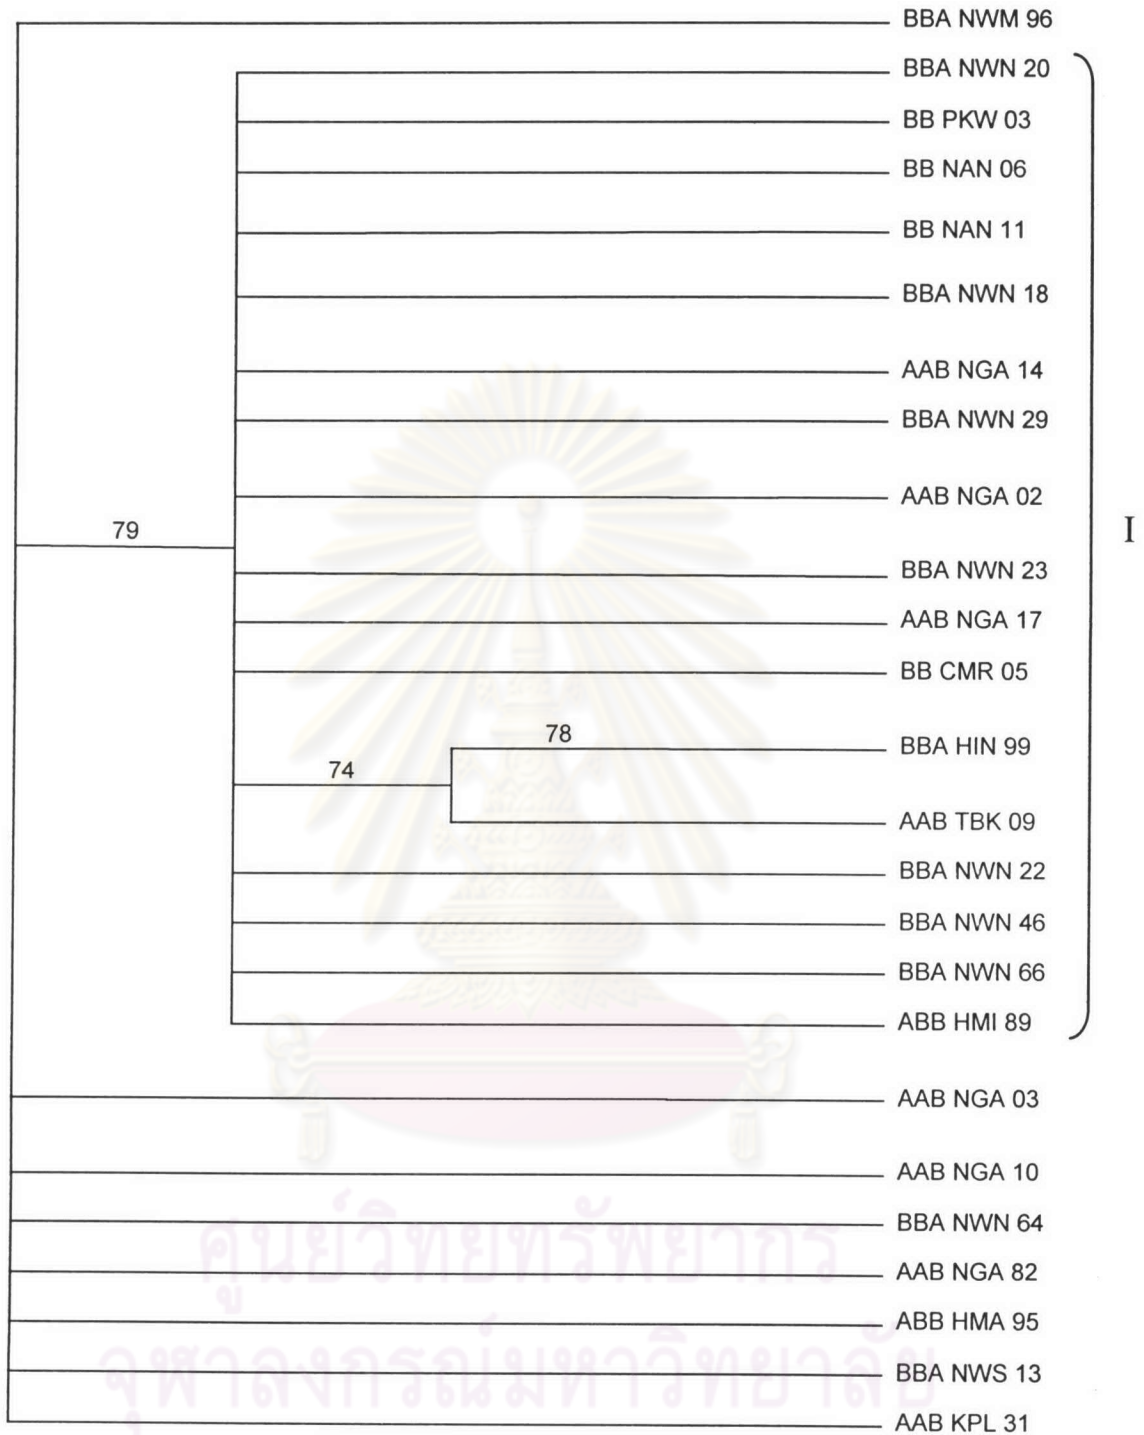 BBA NWM 96
BBA NWN 20
BB PKW 03
BB NAN 06
BB NAN 11
BBA NWN 18
AAB NGA 14
BBA NWN 29
AAB NGA 02
I
79
BBA NWN 23
AAB NGA 17
BB CMR 05
78
BBA HIN 99
74
AAB TBK 09
BBA NWN 22
BBA NWN 46
BBA NWN 66
ABB HMI 89
AAB NGA 03
AAB NGA 10
BBA NWN 64
AAB NGA 82
ABB HMA 95
BBA NWS 13
AAB KPL 31
ศูนย์วิทยทรัพยากร
จุฬาลงกรณ์มหาวิทยาลัย